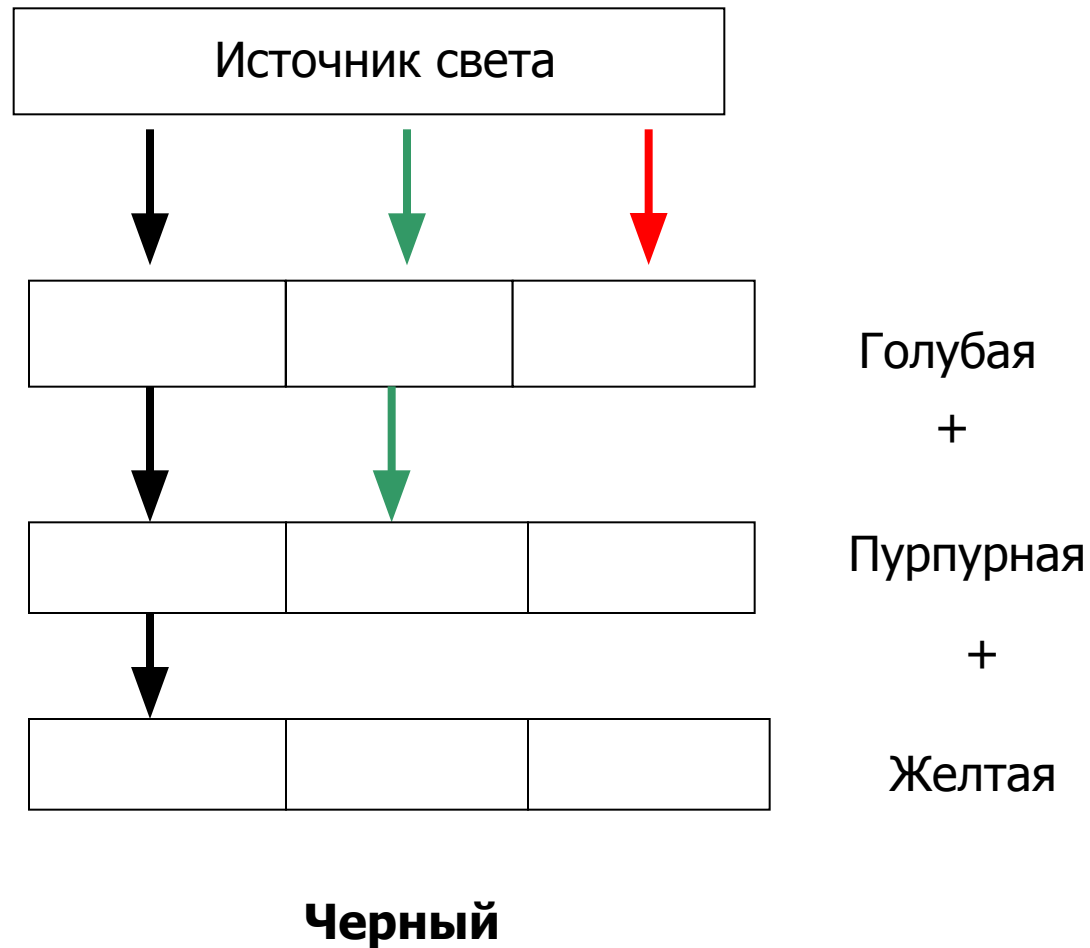 Источник света
Голубая
+
Пурпурная
+
Желтая
Черный